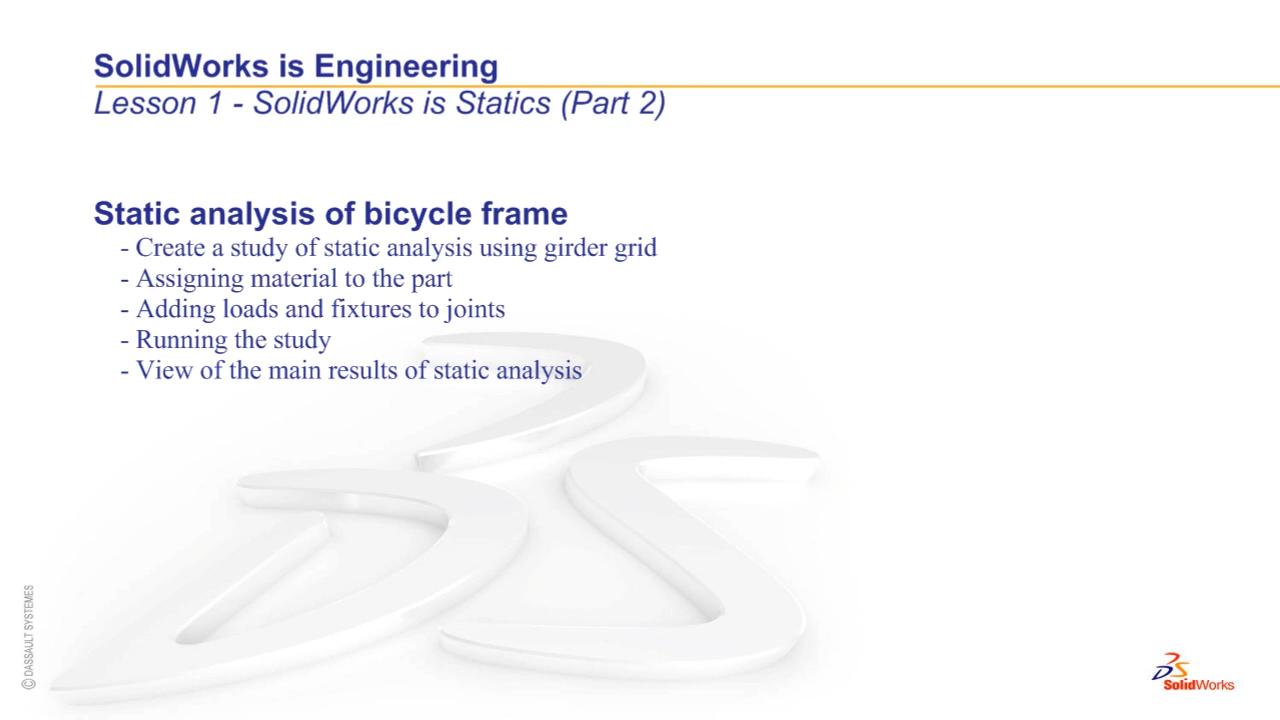 SolidWorks is Engineering
Lesson 1 - SolidWorks is Statics (Part 2)
Static analysis of bicycle frame
- Create a study of static analysis using girder grid
- Assigning material to the part
- Adding loads and fixtures to joints
- Running the study
- View of the main results of static analysis
© DASSAULT SYSTEMES
DS
SolidWorks